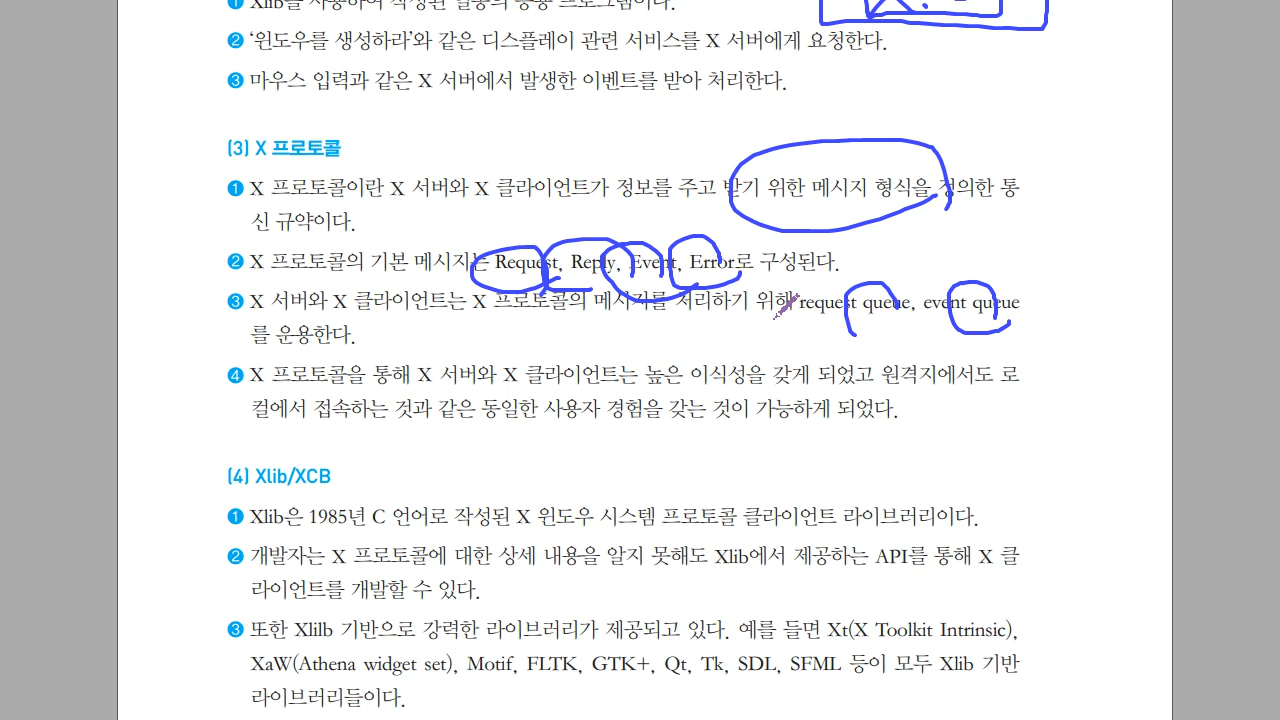 ❶ Xlib을 사용하여 작성된 일종의 응용 프로그램이다.
❷ ‘윈도우를 생성하라’와 같은 디스플레이 관련 서비스를 X 서버에게 요청한다.
❸ 마우스 입력과 같은 X 서버에서 발생한 이벤트를 받아 처리한다.
(3) X 프로토콜
❶ X 프로토콜이란 X 서버와 X 클라이언트가 정보를 주고 받기 위한 메시지 형식을 정의한 통
신 규약이다.
❷ X 프로토콜의 기본 메시지는 Request, Reply, Event, Error로 구성된다.
❸ X 서버와 X 클라이언트는 X 프로토콜의 메시지를 처리하기 위해 request queue, event queue
를 운용한다.
❹ X 프로토콜을 통해 X 서버와 X 클라이언트는 높은 이식성을 갖게 되었고 원격지에서도 로
컬에서 접속하는 것과 같은 동일한 사용자 경험을 갖는 것이 가능하게 되었다.
(4) Xlib/XCB
❶ Xlib은 1985년 C 언어로 작성된 X 윈도우 시스템 프로토콜 클라이언트 라이브러리이다.
❷ 개발자는 X 프로토콜에 대한 상세 내용을 알지 못해도 Xlib에서 제공하는 API를 통해 X 클
라이언트를 개발할 수 있다.
❸ 또한 Xlilb 기반으로 강력한 라이브러리가 제공되고 있다. 예를 들면 Xt(X Toolkit Intrinsic),
XaW(Athena widget set), Motif, FLTK, GTK+, Qt, Tk, SDL, SFML 등이 모두 Xlib 기반
라이브러리들이다.